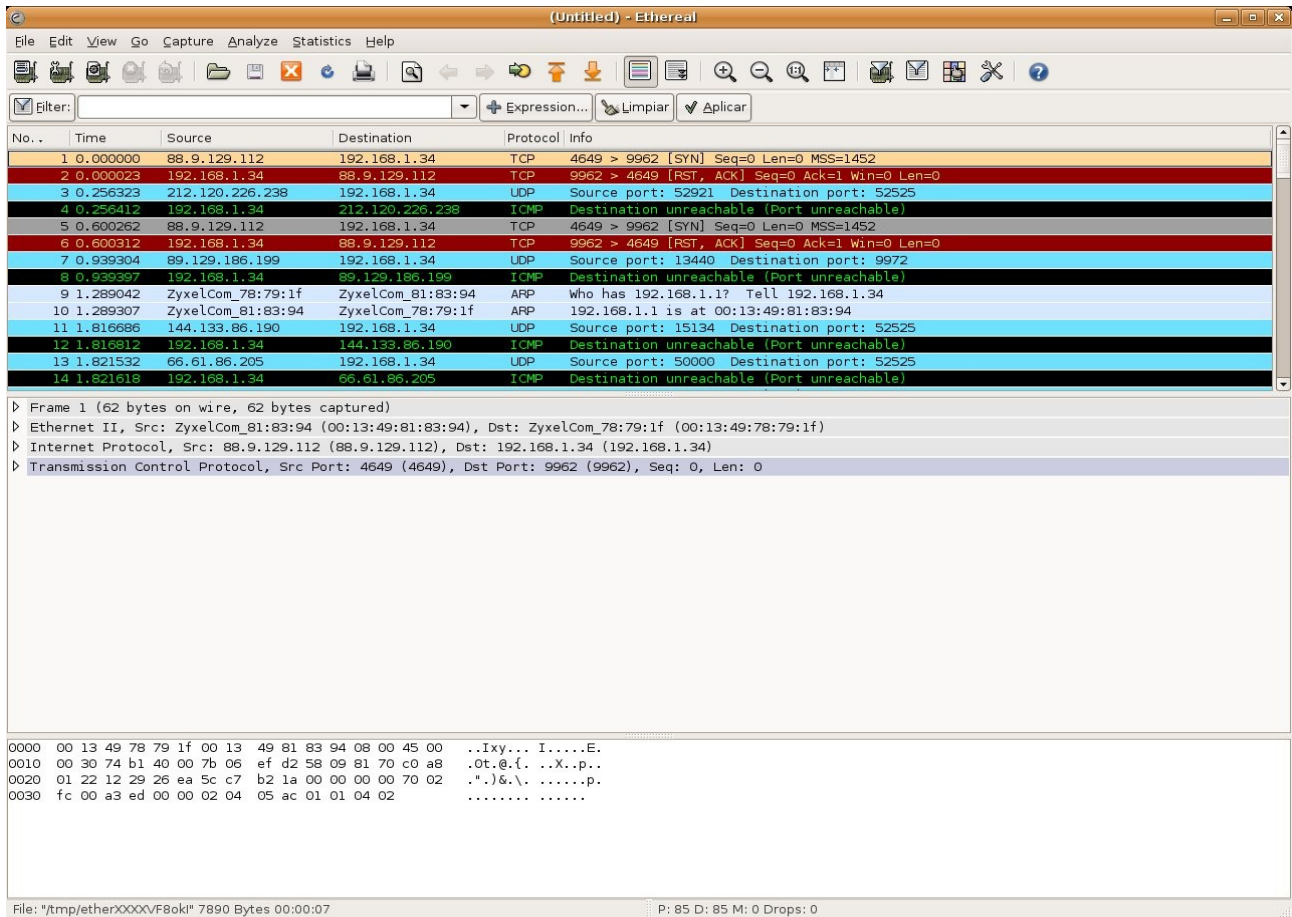 (Untitled) - Ethereal
File Edit View Go Capture Analyze Statistics Help
Filter: Expression... Limpiar Aplicar
No. . Time Source Destination Protocol Info
1 0.000000 88.9.129.112 192.168.1.34 TCP 4649 > 9962 [SYN] Seq=0 Len=0 MSS=1452
2 0.000023 192.168.1.34 88.9.129.112 TCP 9962 > 4649 [RST, ACK] Seq=0 Ack=1 Win=0 Len=0
3 0.256323 212.120.226.238 192.168.1.34 UDP Source port: 52921 Destination port: 52525
4 0.256412 192.168.1.34 212.120.226.238 ICMP Destination unreachable (Port unreachable)
5 0.600262 88.9.129.112 192.168.1.34 TCP 4649 > 9962 [SYN] Seq=0 Len=0 MSS=1452
6 0.600312 192.168.1.34 88.9.129.112 TCP 9962 > 4649 [RST, ACK] Seq=0 Ack=1 Win=0 Len=0
7 0.939304 89.129.186.199 192.168.1.34 UDP Source port: 13440 Destination port: 9972
8 0.939397 192.168.1.34 89.129.186.199 ICMP Destination unreachable (Port unreachable)
9 1.289042 ZyxelCom_78:79:1f ZyxelCom_81:83:94 ARP Who has 192.168.1.1? Tell 192.168.1.34
10 1.289307 ZyxelCom_81:83:94 ZyxelCom_78:79:1f ARP 192.168.1.1 is at 00:13:49:81:83:94
11 1.816686 144.133.86.190 192.168.1.34 UDP Source port: 15134 Destination port: 52525
12 1.816812 192.168.1.34 144.133.86.190 ICMP Destination unreachable (Port unreachable)
13 1.821532 66.61.86.205 192.168.1.34 UDP Source port: 50000 Destination port: 52525
14 1.821618 192.168.1.34 66.61.86.205 ICMP Destination unreachable (Port unreachable)
Frame 1 (62 bytes on wire, 62 bytes captured)
Ethernet II, Src: ZyxelCom_81:83:94 (00:13:49:81:83:94), Dst: ZyxelCom_78:79:1f (00:13:49:78:79:1f)
Internet Protocol, Src: 88.9.129.112 (88.9.129.112), Dst: 192.168.1.34 (192.168.1.34)
Transmission Control Protocol, Src Port: 4649 (4649), Dst Port: 9962 (9962), Seq: 0, Len: 0
0000 00 13 49 78 79 1f 00 13 49 81 83 94 08 00 45 00 ..Ixy... I.....E.
0010 00 30 74 b1 40 00 7b 06 ef d2 58 09 81 70 c0 a8 .0t.@.{. ..X..p..
0020 01 22 12 29 26 ea 5c c7 b2 1a 00 00 00 00 70 02 .".)&.\. ......p.
0030 fc 00 a3 ed 00 00 02 04 05 ac 01 01 04 02 ........ ......
File: "/tmp/etherXXXXVF8okI" 7890 Bytes 00:00:07 P: 85 D: 85 M: 0 Drops: 0